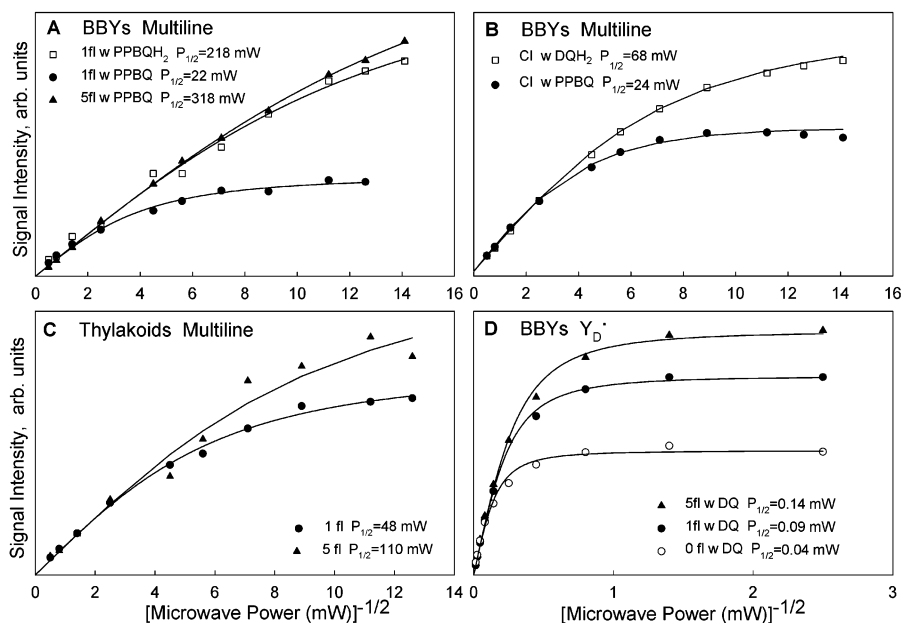 A BBYs Multiline
1fl w PPBQH₂ P₁/₂=218 mW
1fl w PPBQ P₁/₂=22 mW
5fl w PPBQ P₁/₂=318 mW
Signal Intensity, arb. units
0 2 4 6 8 10 12 14 16
B BBYs Multiline
Cl w DQH₂ P₁/₂=68 mW
Cl w PPBQ P₁/₂=24 mW
0 2 4 6 8 10 12 14 16
C Thylakoids Multiline
1 fl P₁/₂=48 mW
5 fl P₁/₂=110 mW
Signal Intensity, arb. units
0 2 4 6 8 10 12 14
[Microwave Power (mW)]⁻¹/²
D BBYs Y_D•
5fl w DQ P₁/₂=0.14 mW
1fl w DQ P₁/₂=0.09 mW
0 fl w DQ P₁/₂=0.04 mW
0 1 2 3
[Microwave Power (mW)]⁻¹/²